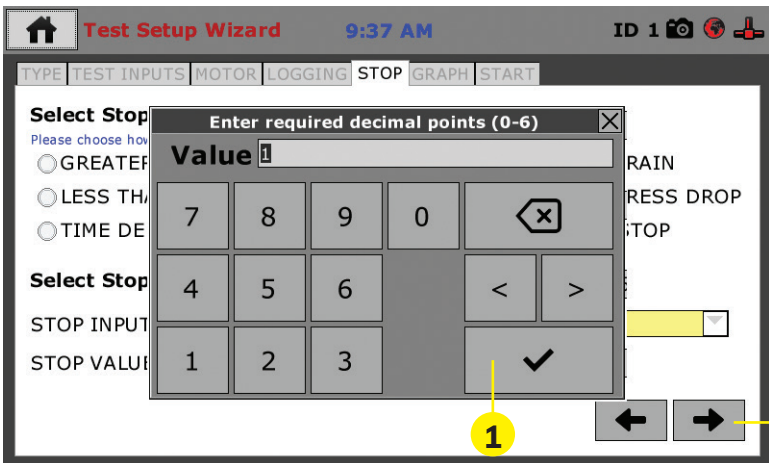 Test Setup Wizard 9:37 AM ID 1
TYPE TEST INPUTS MOTOR LOGGING STOP GRAPH START
Enter required decimal points (0-6)
Value 1
Select Stop
Please choose how
GREATER RAIN
LESS THA RESS DROP
TIME DE STOP
7 8 9 0
4 5 6 < >
1 2 3
Select Stop
STOP INPUT
STOP VALUE
1